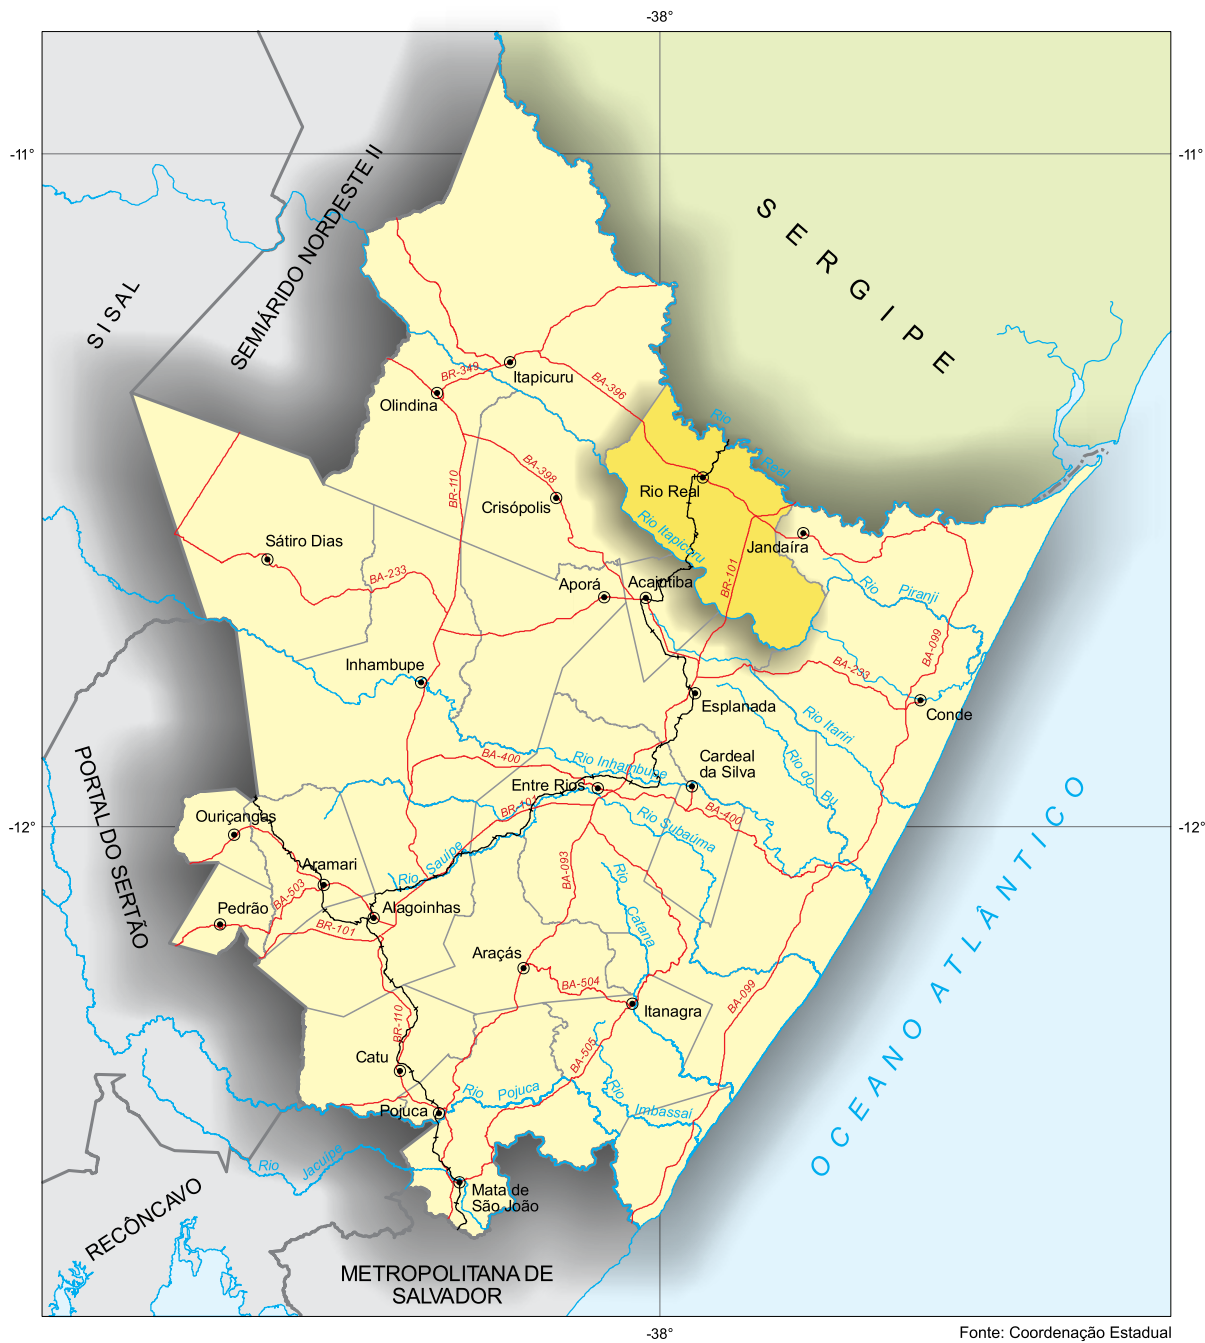 -38°
-11°
-11°
SERGIPE
SEMIÁRIDO NORDESTE II
SISAL
BR-349
Itapicuru
Olindina
BA-396
Rio
Real
BR-110
BA-398
Rio Real
Crisópolis
Rio Itapicuru
Jandaíra
Sátiro Dias
BA-233
Aporá
Acajutiba
BR-101
Rio
Piranji
BA-099
Inhambupe
BA-233
Esplanada
Conde
Rio Itariri
BA-400
Rio Inhambupe
Cardeal
da Silva
Rio do Bu
Entre Rios
BR-101
BA-400
Rio Subaúma
PORTAL DO SERTÃO
Ouriçangas
-12°
-12°
Aramari
Rio Sauípe
BA-093
Rio
Catana
BA-503
Pedrão
Alagoinhas
BR-101
Araçás
BA-504
BA-099
Itanagra
OCEANO ATLÂNTICO
BR-110
BA-505
Catu
Rio Pojuca
Rio
Imbassaí
Pojuca
Rio Jacuípe
Mata de
São João
RECÔNCAVO
METROPOLITANA DE
SALVADOR
-38°
Fonte: Coordenação Estadual